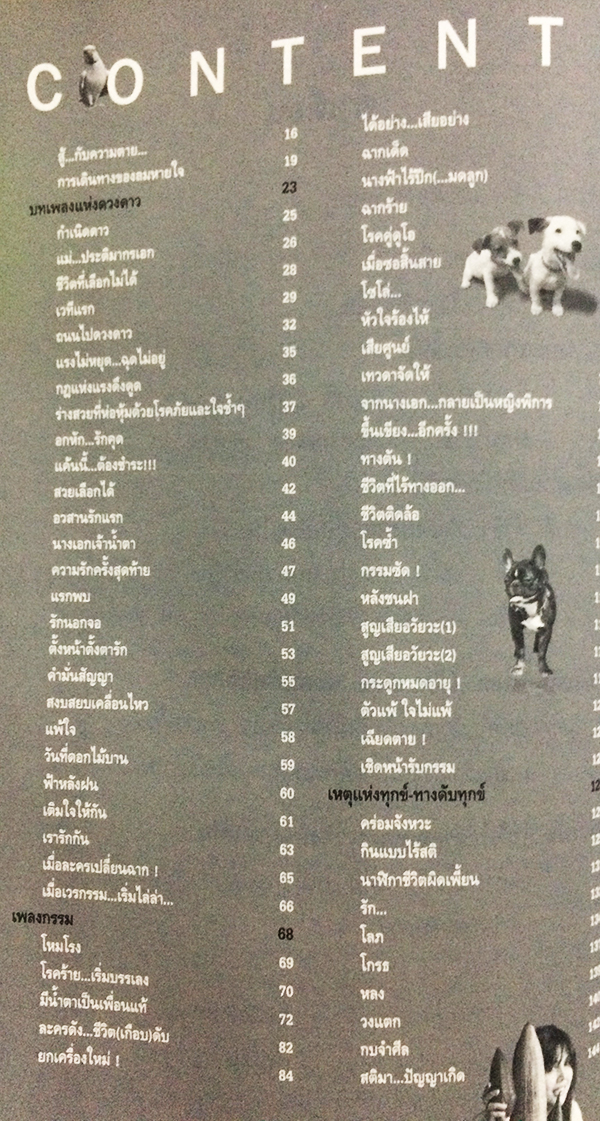 CONTENT
สู้...กับความตาย... 16
การเดินทางของลมหายใจ 19
บทเพลงแห่งดวงดาว 23
กำเนิดดาว 25
แม่...ประติมากรเอก 26
ชีวิตที่เลือกไม่ได้ 28
เวทีแรก 29
ถนนไปดวงดาว 32
แรงไม่หยุด...ฉุดไม่อยู่ 35
กฎแห่งแรงดึงดูด 36
ร่างสวยที่ห่อหุ้มด้วยโรคภัยและใจช้ำๆ 37
อกหัก...รักคุด 39
แค้นนี้...ต้องชำระ!!! 40
สวยเลือกได้ 42
อวสานรักแรก 44
นางเอกเจ้าน้ำตา 46
ความรักครั้งสุดท้าย 47
แรกพบ 49
รักนอกจอ 51
ตั้งหน้าตั้งตารัก 53
คำมั่นสัญญา 55
สงบสยบเคลื่อนไหว 57
แพ้ใจ 58
วันที่ดอกไม้บาน 59
ฟ้าหลังฝน 60
เติมใจให้กัน 61
เรารักกัน 63
เมื่อละครเปลี่ยนฉาก ! 65
เมื่อเวรกรรม...เริ่มไล่ล่า... 66
เพลงกรรม 68
โหมโรง 69
โรคร้าย...เริ่มบรรเลง 70
มีน้ำตาเป็นเพื่อนแท้ 72
ละครดัง...ชีวิต(เกือบ)ดับ 82
ยกเครื่องใหม่ ! 84
ได้อย่าง...เสียอย่าง
ฉากเด็ด
นางฟ้าไร้ปีก(...มดลูก)
ฉากร้าย
โรคคู่ดูโอ
เมื่อซอสิ้นสาย
โซโล่...
หัวใจร้องไห้
เสียศูนย์
เทวดาจัดให้
จากนางเอก...กลายเป็นหญิงพิการ
ขึ้นเขียง...อีกครั้ง !!!
ทางตัน !
ชีวิตที่ไร้ทางออก...
ชีวิตติดล้อ
โรคซ้ำ
กรรมซัด !
หลังชนฝา
สูญเสียอวัยวะ(1)
สูญเสียอวัยวะ(2)
กระดูกหมดอายุ !
ตัวแพ้ ใจไม่แพ้
เฉียดตาย !
เชิดหน้ารับกรรม
เหตุแห่งทุกข์-ทางดับทุกข์
คร่อมจังหวะ
กินแบบไร้สติ
นาฬิกาชีวิตผิดเพี้ยน
รัก...
โลภ
โกรธ
หลง
วงแตก
กบจำศีล
สติมา...ปัญญาเกิด